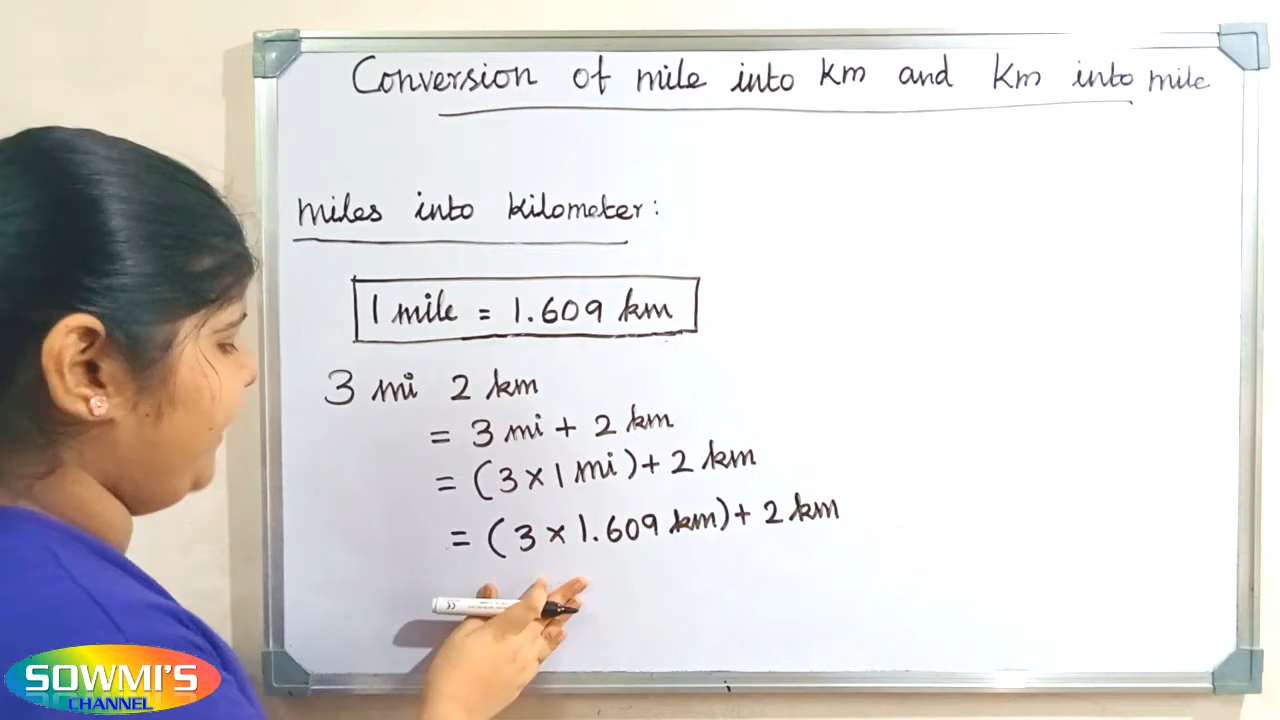 Conversion of mile into km and km into mile
Miles into kilometer:
1 mile = 1.609 km
3 mi 2 km
= 3 mi + 2 km
= (3 × 1 mi) + 2 km
= (3 × 1.609 km) + 2 km
SOWMI'S
CHANNEL